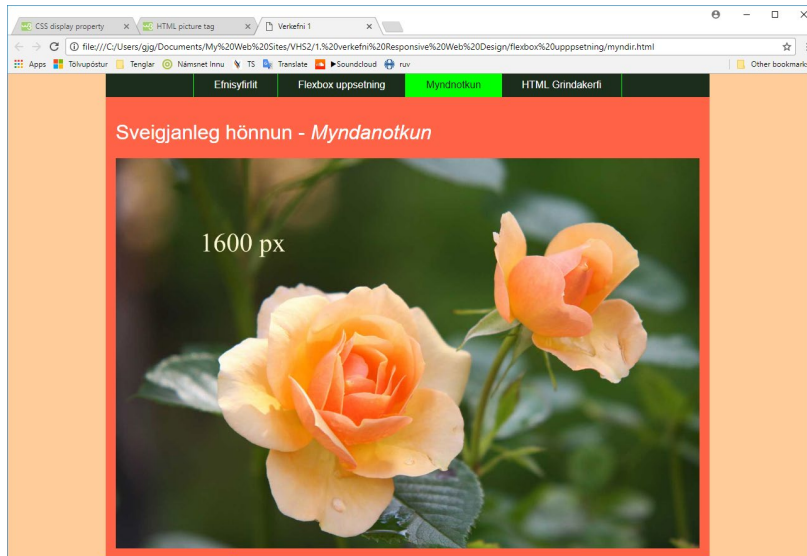 CSS display property
HTML picture tag
Verkefni 1
file:///C:/Users/gjg/Documents/My%20Web%20Sites/VHS2/1.%20verkefni%20Responsive%20Web%20Design/flexbox%20upppsetning/myndir.html
Apps Tölvupóstur Tenglar Námsnet Innu TS Translate ▶Soundcloud ruv Other bookmarks
Efnisyfirlit Flexbox uppsetning Myndnotkun HTML Grindakerfi
Sveigjanleg hönnun - Myndanotkun
1600 px